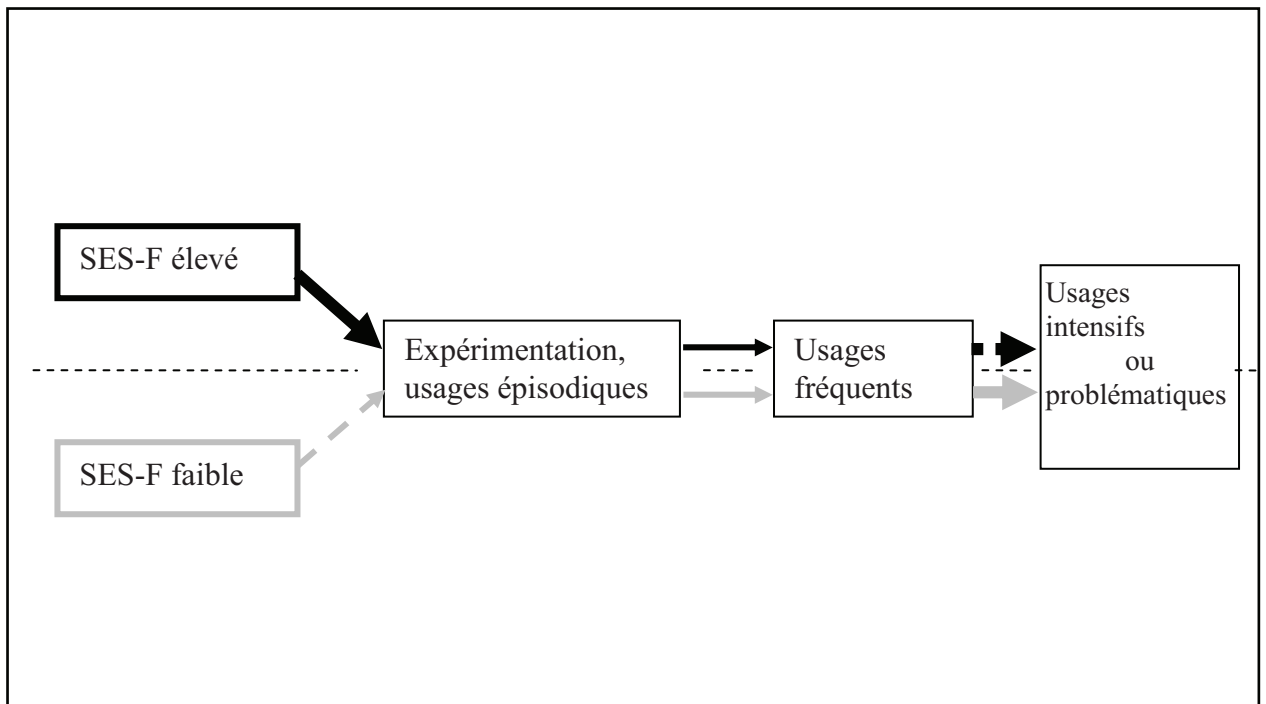 SES-F élevé
Expérimentation,
usages épisodiques
Usages
fréquents
Usages
intensifs
ou
problématiques
SES-F faible